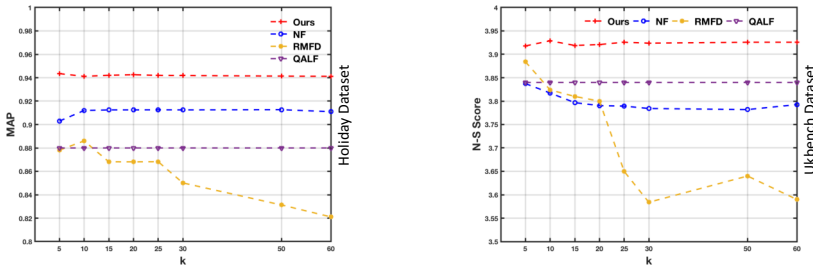 1
0.98
0.96
0.94
0.92
0.9
0.88
0.86
0.84
0.82
0.8
MAP
5 10 15 20 25 30 50 60
k
Ours
NF
RMFD
QALF
Holiday Dataset
4
3.95
3.9
3.85
3.8
3.75
3.7
3.65
3.6
3.55
3.5
N-S Score
5 10 15 20 25 30 50 60
k
Ours NF RMFD QALF
Ukbench Dataset